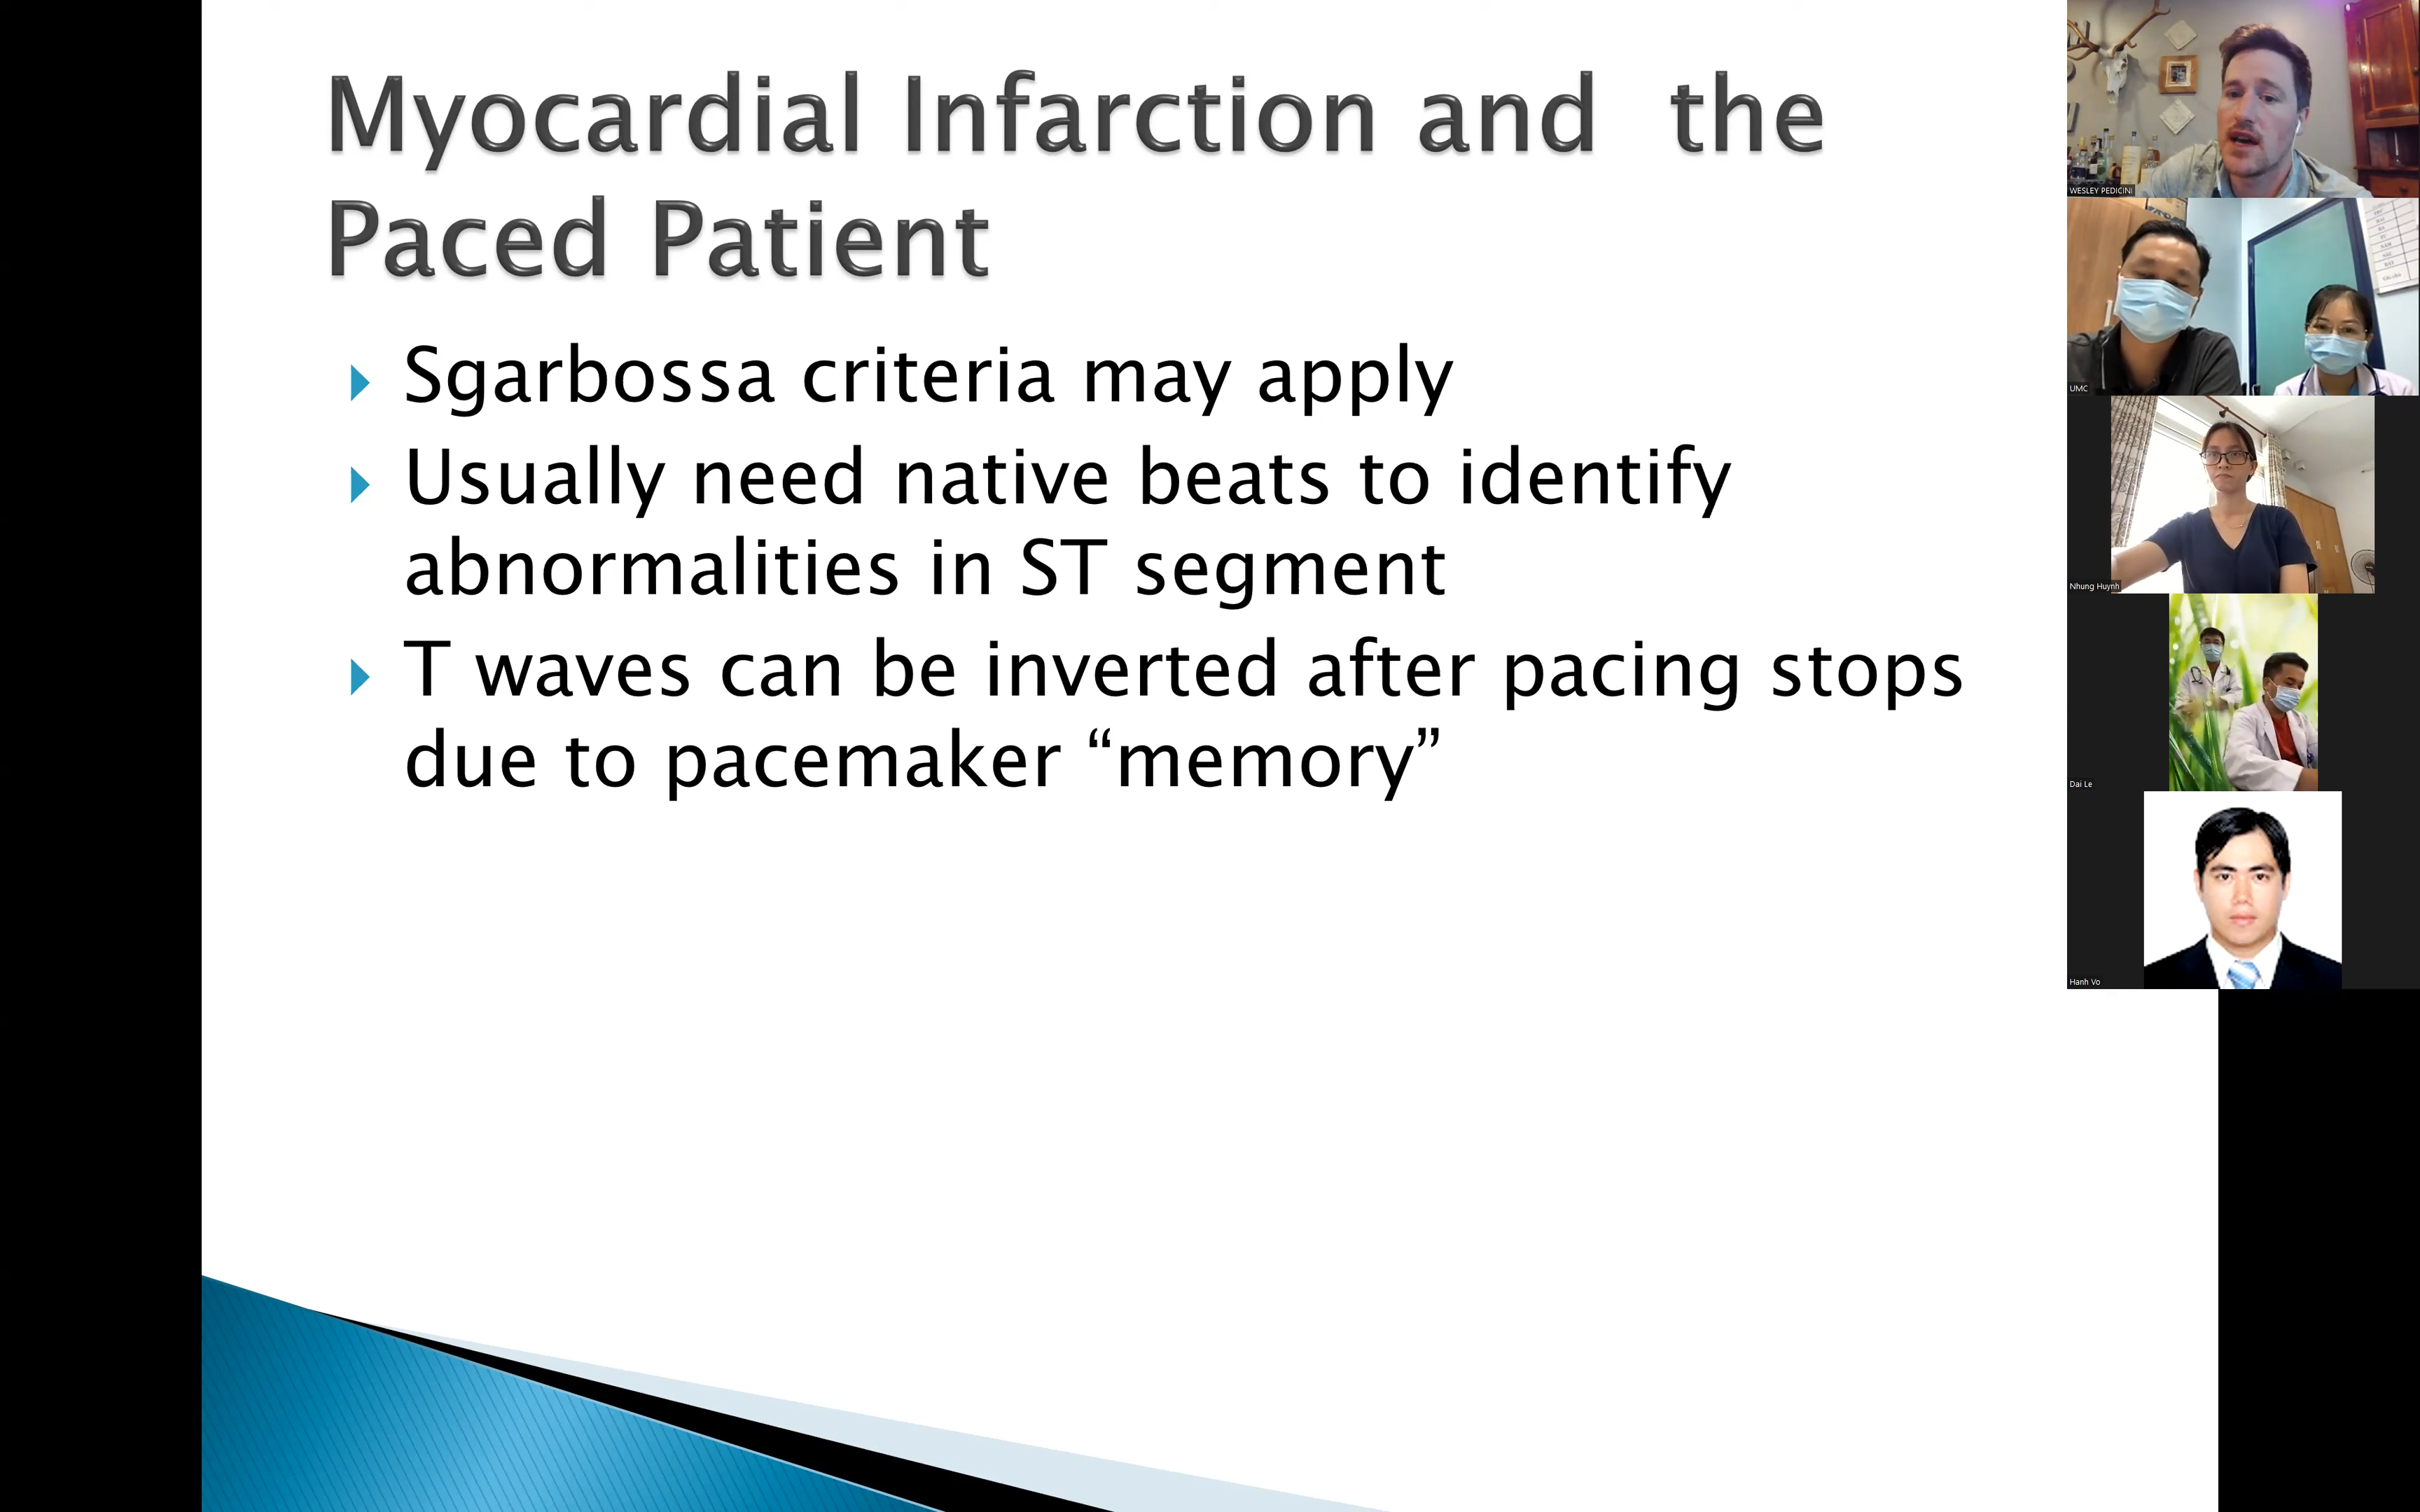 Myocardial Infarction and the
Paced Patient
Sgarbossa criteria may apply
Usually need native beats to identify
abnormalities in ST segment
T waves can be inverted after pacing stops
due to pacemaker “memory”
WESLEY PEDICINI
UMC
Nhung Huynh
Dai Le
Hanh Vo